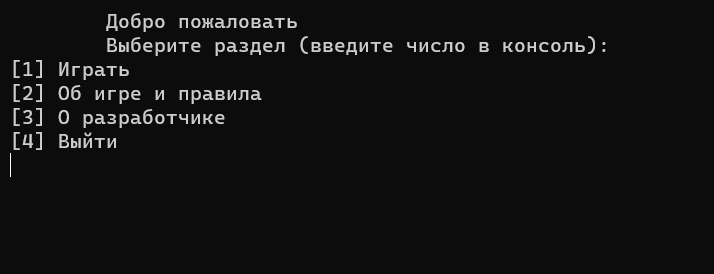 Добро пожаловать
Выберите раздел (введите число в консоль):
[1] Играть
[2] Об игре и правила
[3] О разработчике
[4] Выйти